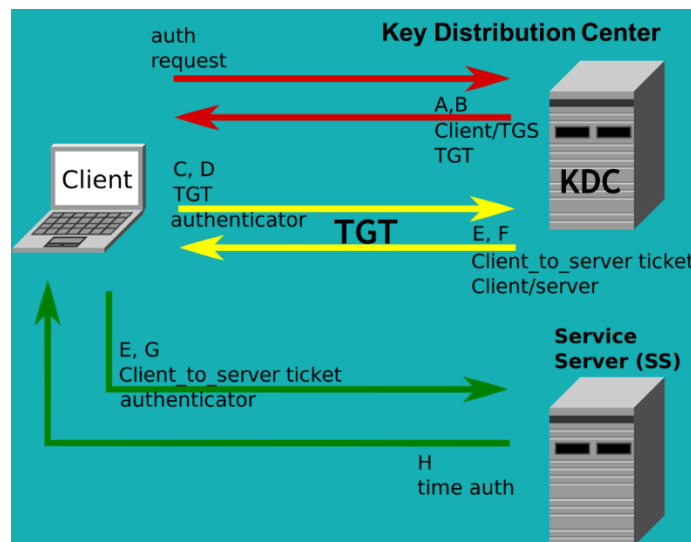 auth
request
Key Distribution Center
A,B
Client/TGS
TGT
Client
KDC
C, D
TGT
authenticator
TGT
E, F
Client_to_server ticket
Client/server
E, G
Client_to_server ticket
authenticator
Service
Server (SS)
H
time auth